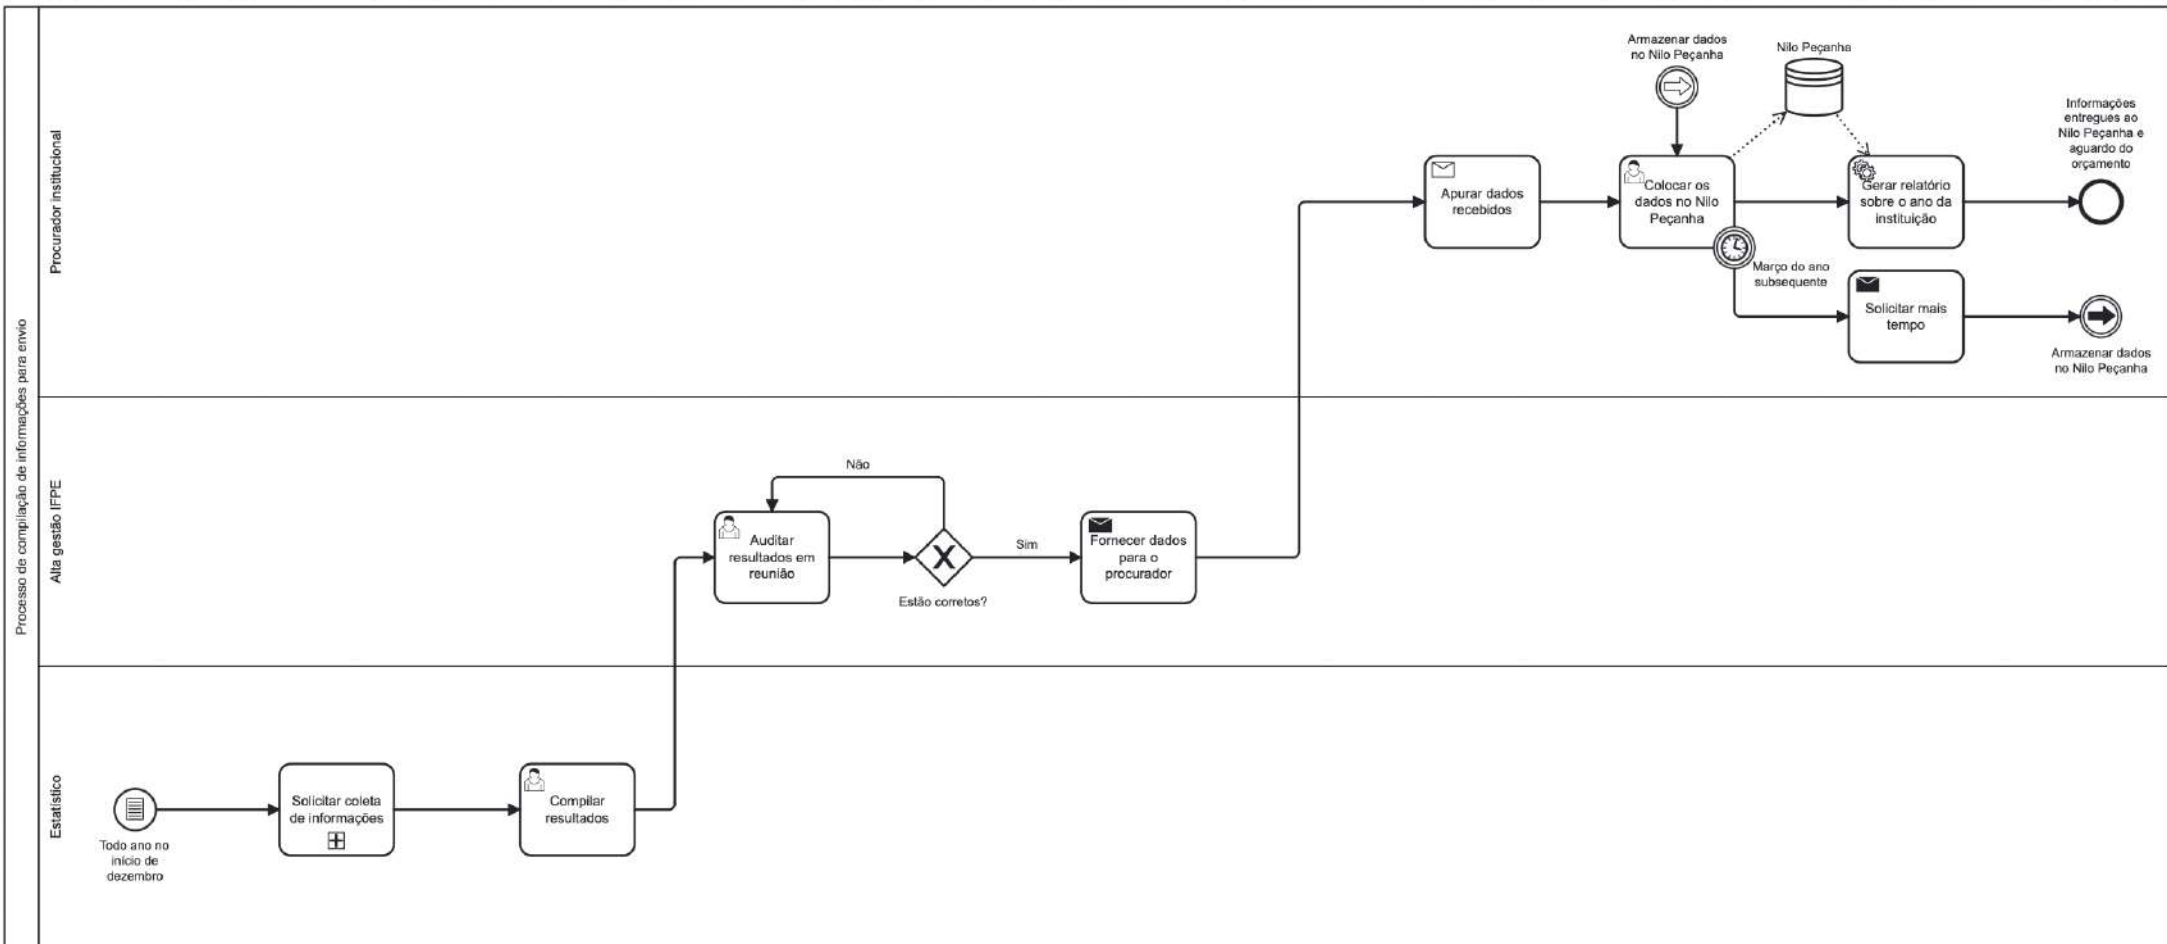 Processo de compilação de informações para envio
Procurador institucional
Armazenar dados
no Nilo Peçanha
Nilo Peçanha
Informações
entregues ao
Nilo Peçanha e
aguardo do
orçamento
Apurar dados
recebidos
Colocar os
dados no Nilo
Peçanha
Gerar relatório
sobre o ano da
instituição
Março do ano
subsequente
Solicitar mais
tempo
Armazenar dados
no Nilo Peçanha
Alta gestão IFPE
Não
Auditar
resultados em
reunião
X
Estão corretos?
Sim
Fornecer dados
para o
procurador
Estatístico
Todo ano no
início de
dezembro
Solicitar coleta
de informações
Compilar
resultados